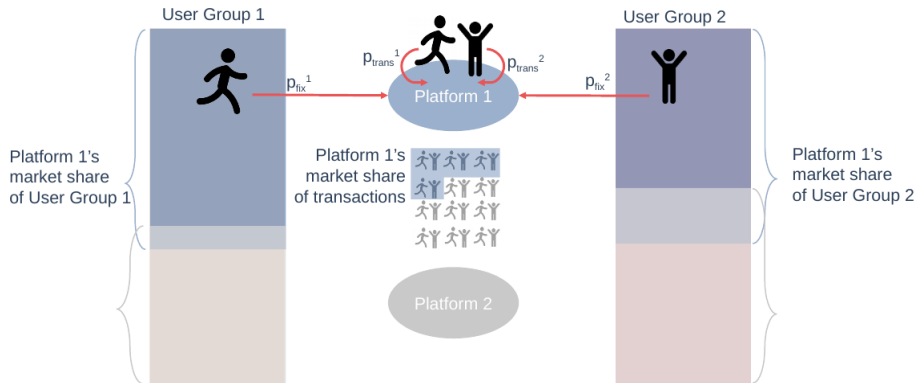 User Group 1
User Group 2
p_trans^1
p_trans^2
p_fix^1
p_fix^2
Platform 1
Platform 1's
market share
of User Group 1
Platform 1's
market share
of transactions
Platform 1's
market share
of User Group 2
Platform 2